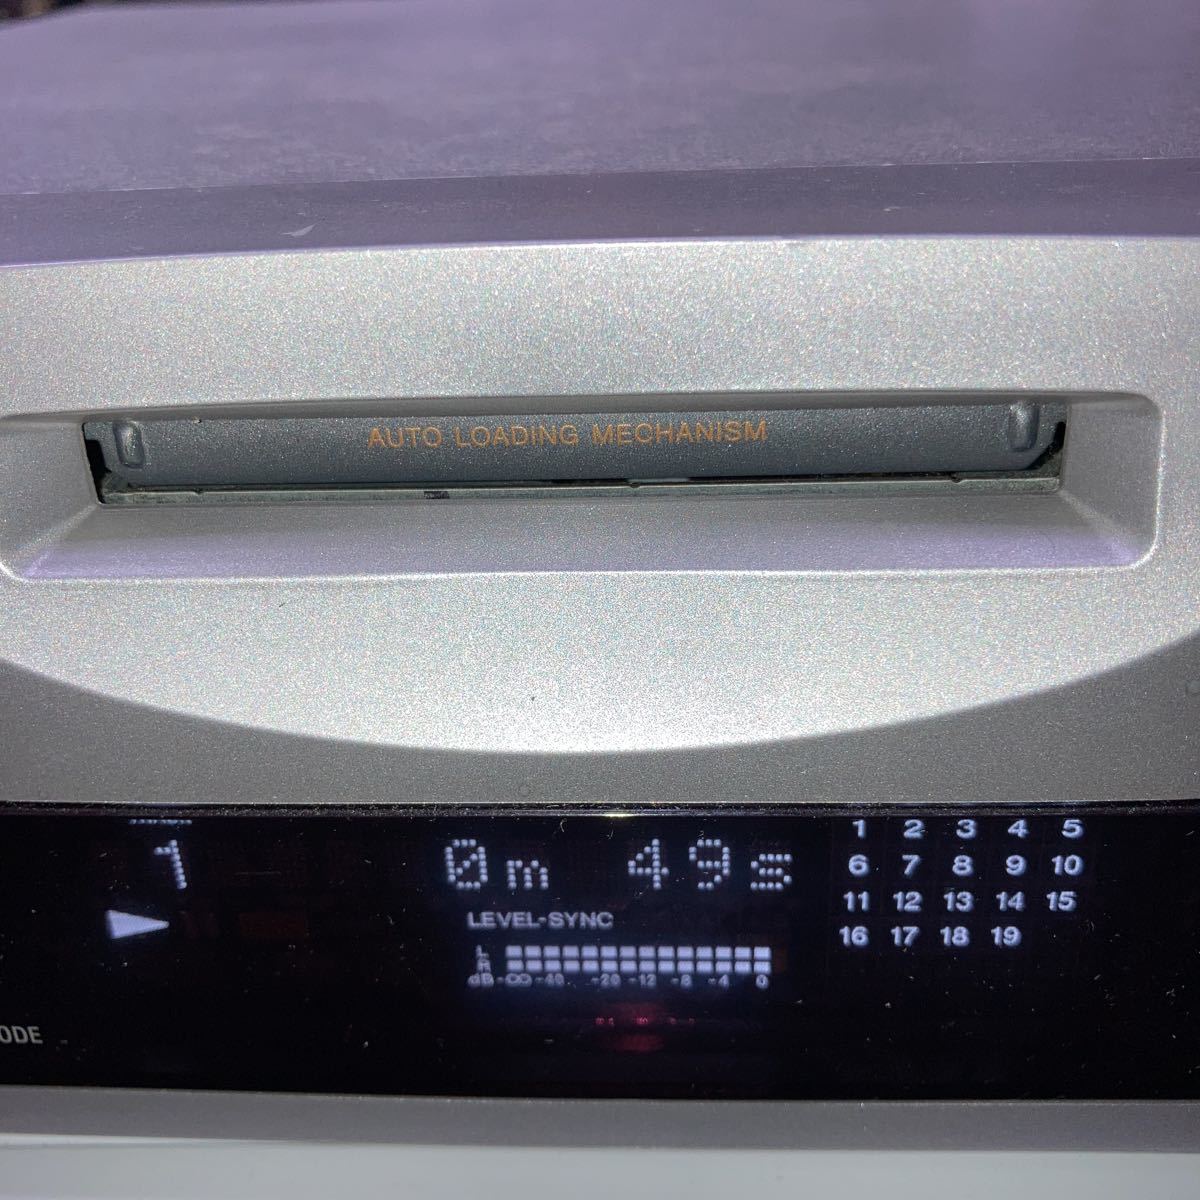 AUTO LOADING MECHANISM
1 0m 49s
LEVEL-SYNC
L
R
dB -∞ -40 -20 -12 -8 -4 0
1 2 3 4 5
6 7 8 9 10
11 12 13 14 15
16 17 18 19
ODE